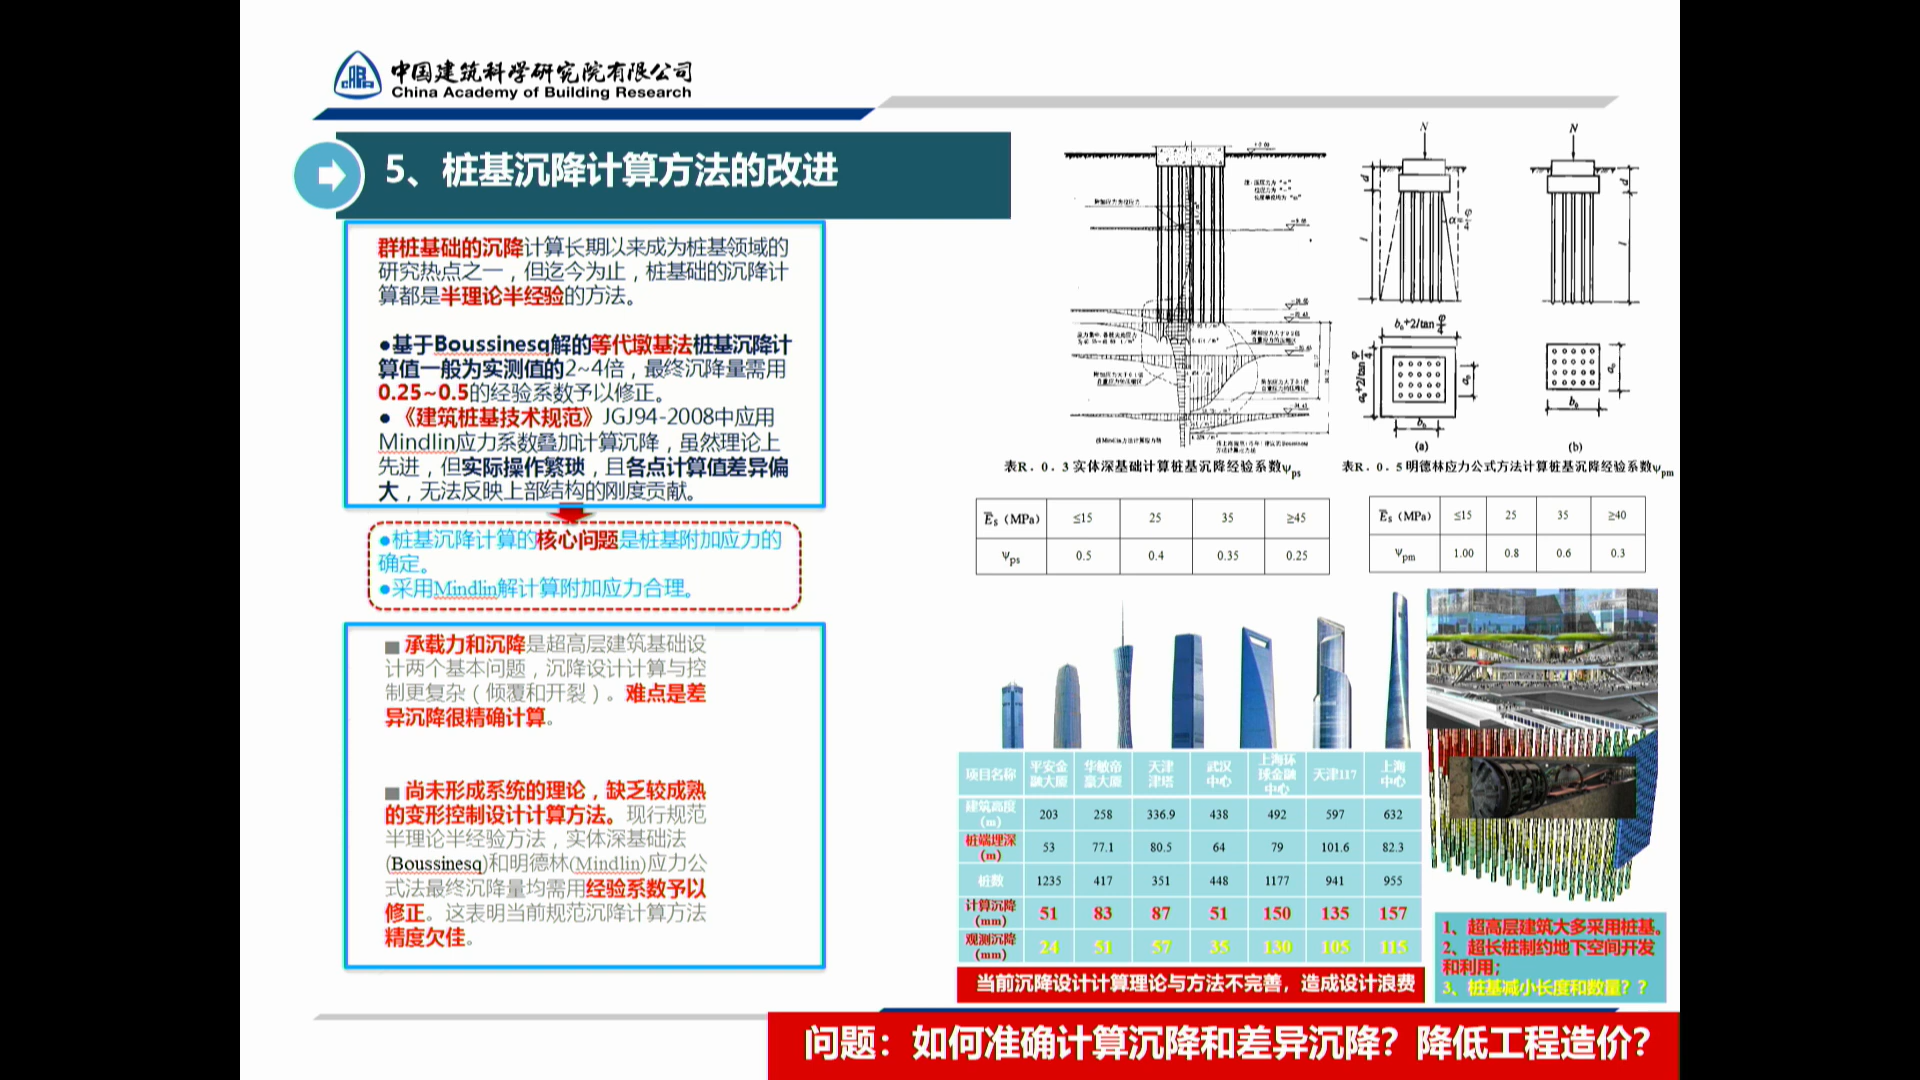 中国建筑科学研究院有限公司
China Academy of Building Research
5、桩基沉降计算方法的改进
群桩基础的沉降计算长期以来成为桩基领域的
研究热点之一，但迄今为止，桩基础的沉降计
算都是半理论半经验的方法。
●基于Boussinesq解的等代墩基法桩基沉降计
算值一般为实测值的2~4倍，最终沉降量需用
0.25~0.5的经验系数予以修正。
● 《建筑桩基技术规范》JGJ94-2008中应用
Mindlin应力系数叠加计算沉降，虽然理论上
先进，但实际操作繁琐，且各点计算值差异偏
大，无法反映上部结构的刚度贡献。
●桩基沉降计算的核心问题是桩基附加应力的
确定。
●采用Mindlin解计算附加应力合理。
■ 承载力和沉降是超高层建筑基础设
计两个基本问题，沉降设计计算与控
制更复杂（倾覆和开裂）。难点是差
异沉降很精确计算。
■ 尚未形成系统的理论，缺乏较成熟
的变形控制设计计算方法。现行规范
半理论半经验方法，实体深基础法
(Boussinesq)和明德林(Mindlin)应力公
式法最终沉降量均需用经验系数予以
修正。这表明当前规范沉降计算方法
精度欠佳。
N
N
d
l
d
l
b₀+2/tan φ/4
a₀+2/tan φ/4
a₀
b₀
a₀
b₀
(a)
(b)
表R．0．3 实体深基础计算桩基沉降经验系数ψps
E̅s（MPa） ≤15 25 35 ≥45
ψps 0.5 0.4 0.35 0.25
表R．0．5 明德林应力公式方法计算桩基沉降经验系数ψpm
E̅s（MPa） ≤15 25 35 ≥40
ψpm 1.00 0.8 0.6 0.3
项目名称 平安金融大厦 华敏帝豪大厦 天津津塔 武汉中心 上海环球金融中心 天津117 上海中心
建筑高度(m) 203 258 336.9 438 492 597 632
桩端埋深(m) 53 77.1 80.5 64 79 101.6 82.3
桩数 1235 417 351 448 1177 941 955
计算沉降(mm) 51 83 87 51 150 135 157
观测沉降(mm) 24 51 57 35 130 105 115
当前沉降设计计算理论与方法不完善，造成设计浪费
1、超高层建筑大多采用桩基。
2、超长桩制约地下空间开发
和利用；
3、桩基减小长度和数量？？
问题：如何准确计算沉降和差异沉降？降低工程造价？